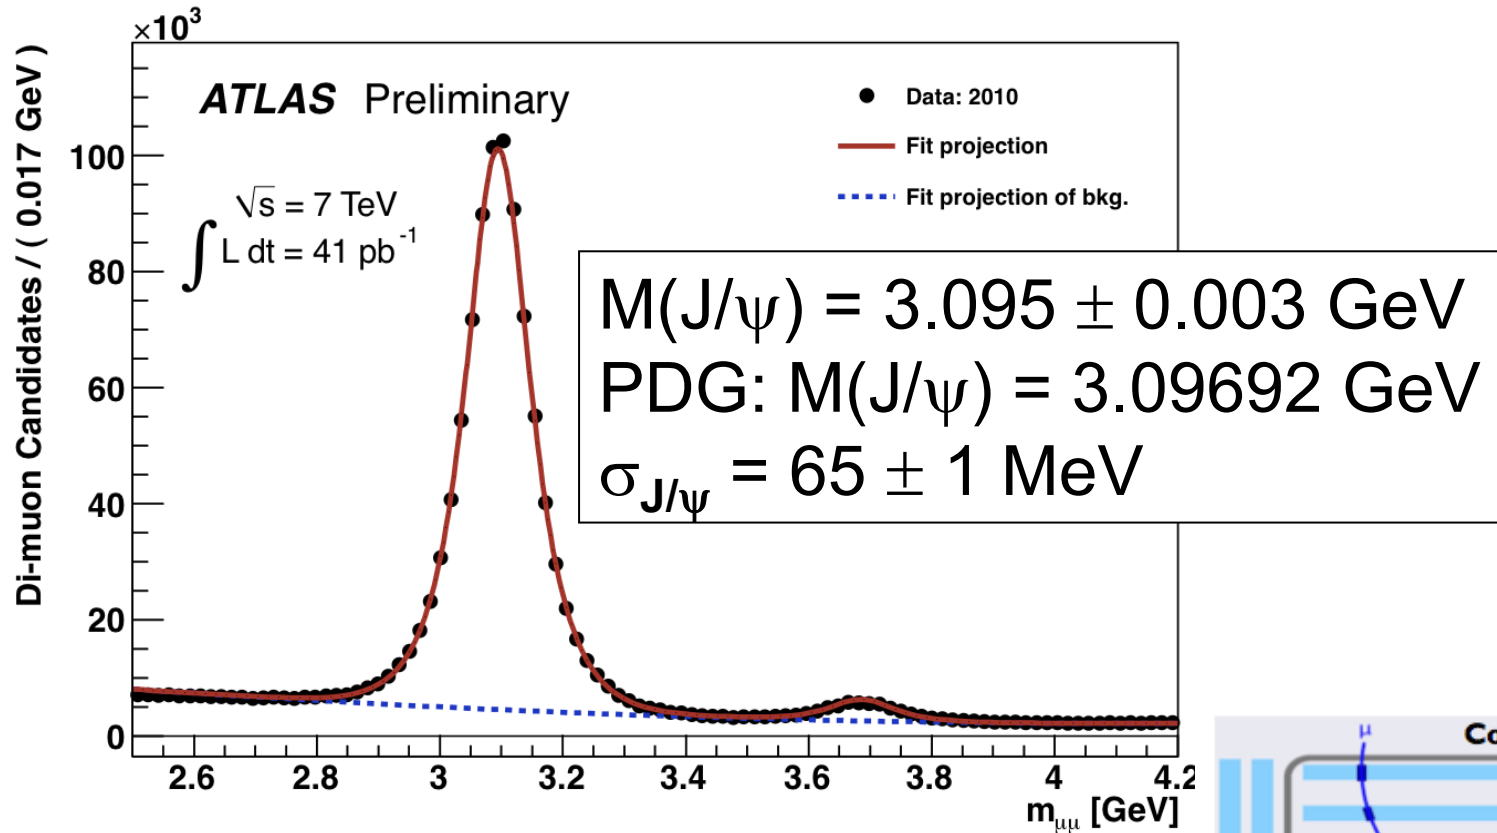 ×10³
Di-muon Candidates / ( 0.017 GeV )
ATLAS Preliminary
√s = 7 TeV
∫ L dt = 41 pb⁻¹
Data: 2010
Fit projection
Fit projection of bkg.
M(J/ψ) = 3.095 ± 0.003 GeV
PDG: M(J/ψ) = 3.09692 GeV
σJ/ψ = 65 ± 1 MeV
100
80
60
40
20
0
2.6 2.8 3 3.2 3.4 3.6 3.8 4 4.2
mμμ [GeV]
μ
Co